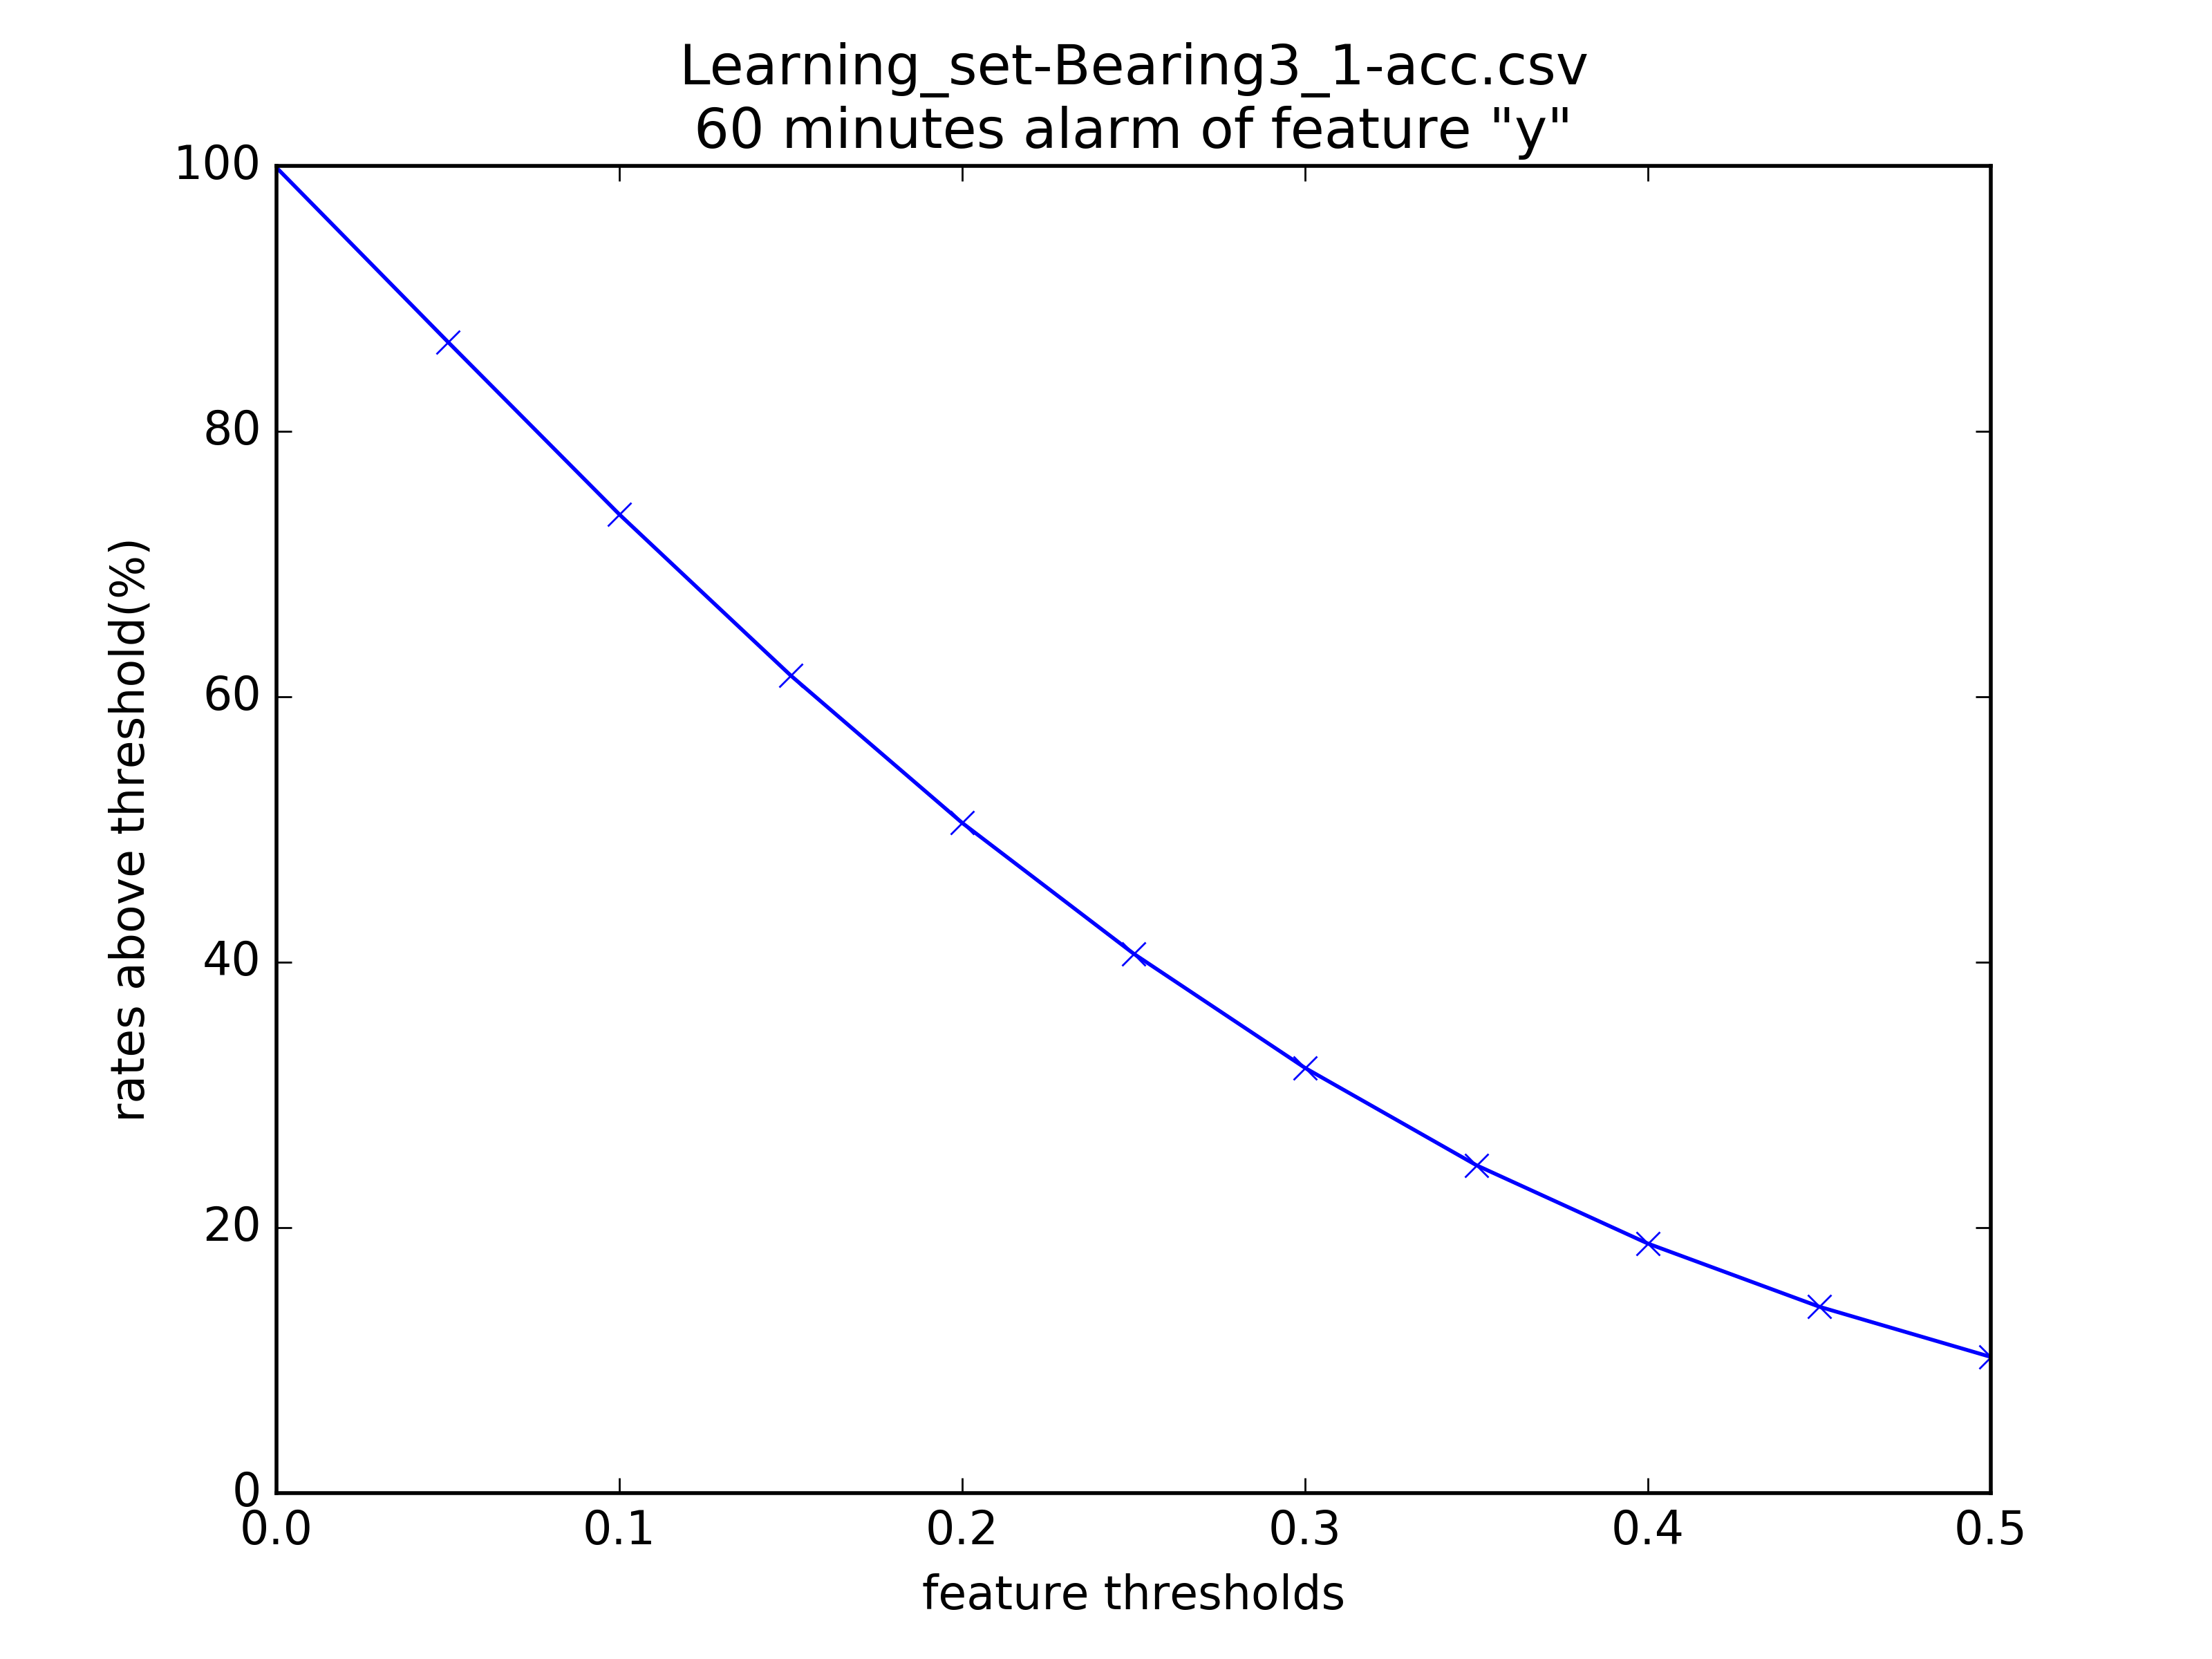 Learning_set-Bearing3_1-acc.csv
60 minutes alarm of feature "y"
100
80
60
40
20
0
rates above threshold(%)
0.0 0.1 0.2 0.3 0.4 0.5
feature thresholds